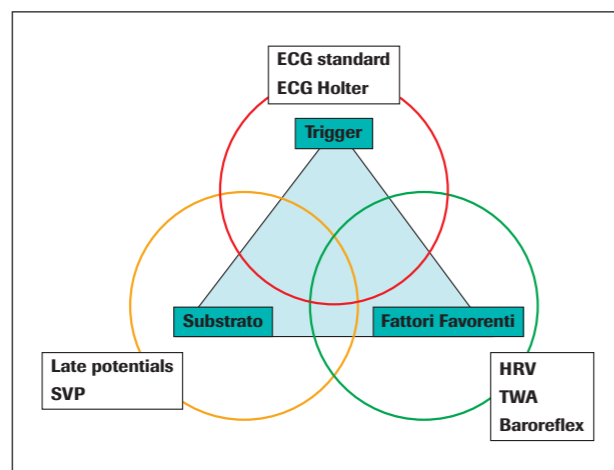 ECG standard
ECG Holter
Trigger
Substrato
Fattori Favorenti
Late potentials
SVP
HRV
TWA
Baroreflex